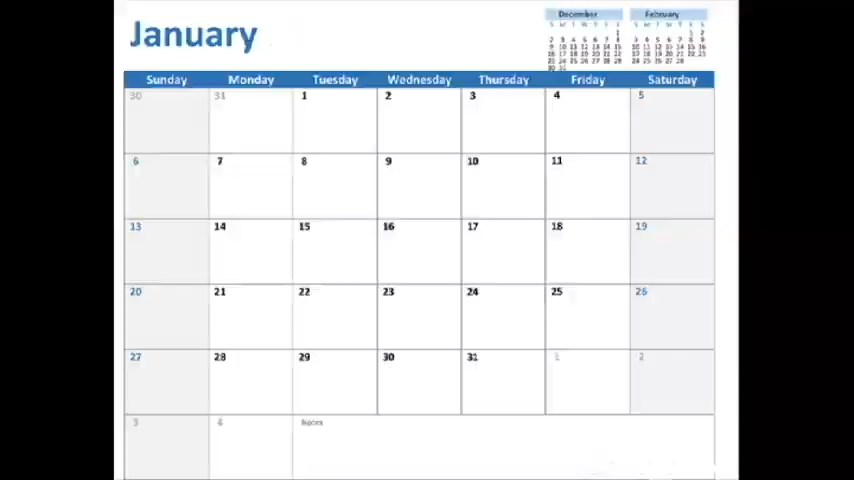 January
December
February
Sunday Monday Tuesday Wednesday Thursday Friday Saturday
30 31 1 2 3 4 5
6 7 8 9 10 11 12
13 14 15 16 17 18 19
20 21 22 23 24 25 26
27 28 29 30 31 1 2
3 4 Notes